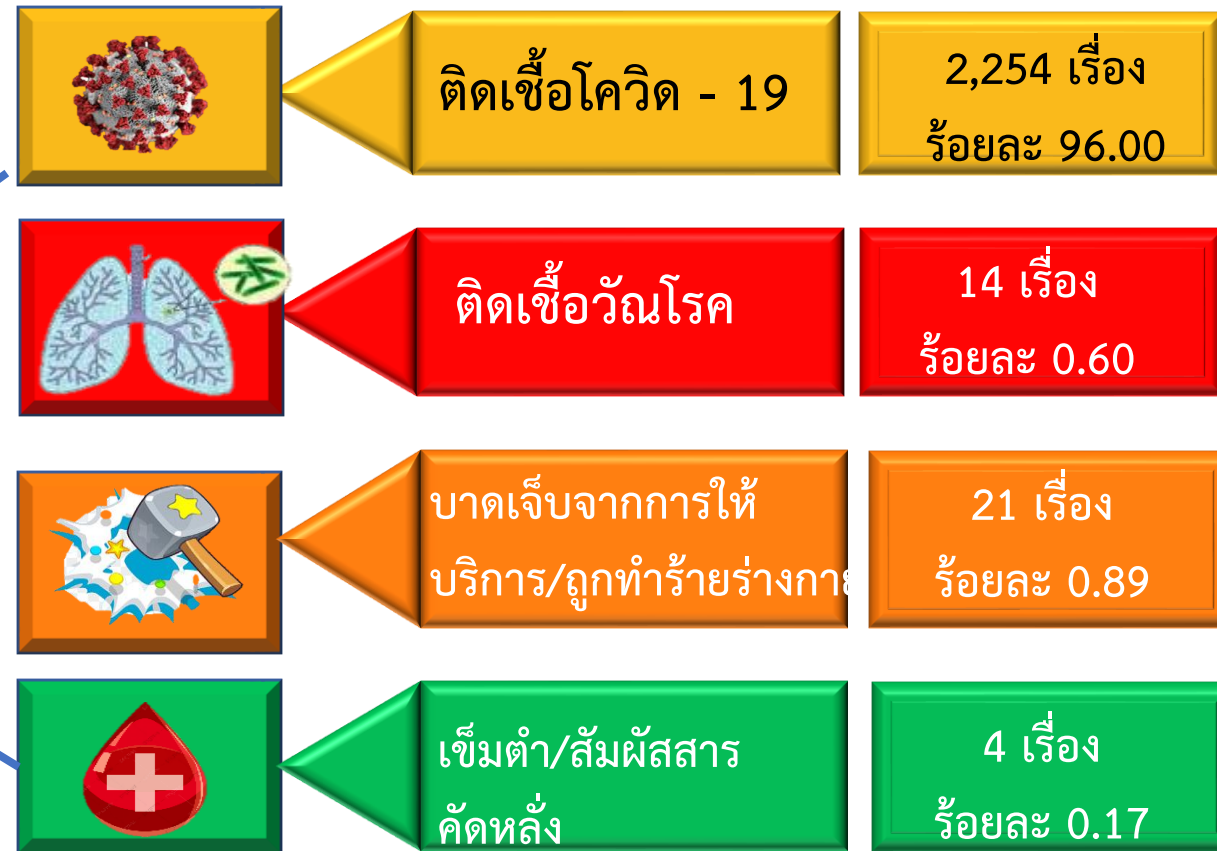 ติดเชื้อโควิด - 19
2,254 เรื่อง
ร้อยละ 96.00
ติดเชื้อวัณโรค
14 เรื่อง
ร้อยละ 0.60
บาดเจ็บจากการให้
บริการ/ถูกทำร้ายร่างกาย
21 เรื่อง
ร้อยละ 0.89
เข็มตำ/สัมผัสสาร
คัดหลั่ง
4 เรื่อง
ร้อยละ 0.17